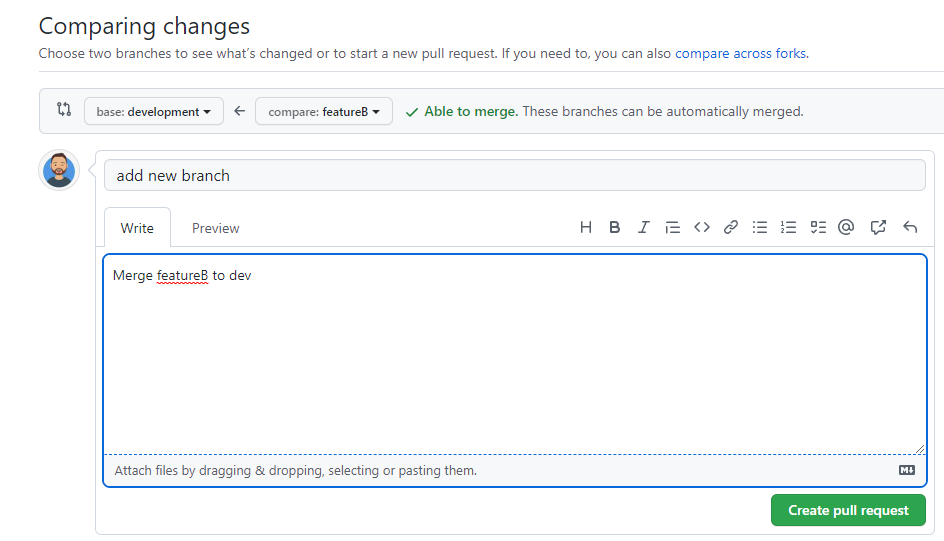 Comparing changes
Choose two branches to see what's changed or to start a new pull request. If you need to, you can also compare across forks.
base: development compare: featureB Able to merge. These branches can be automatically merged.
add new branch
Write Preview
Merge featureB to dev
Attach files by dragging & dropping, selecting or pasting them.
Create pull request